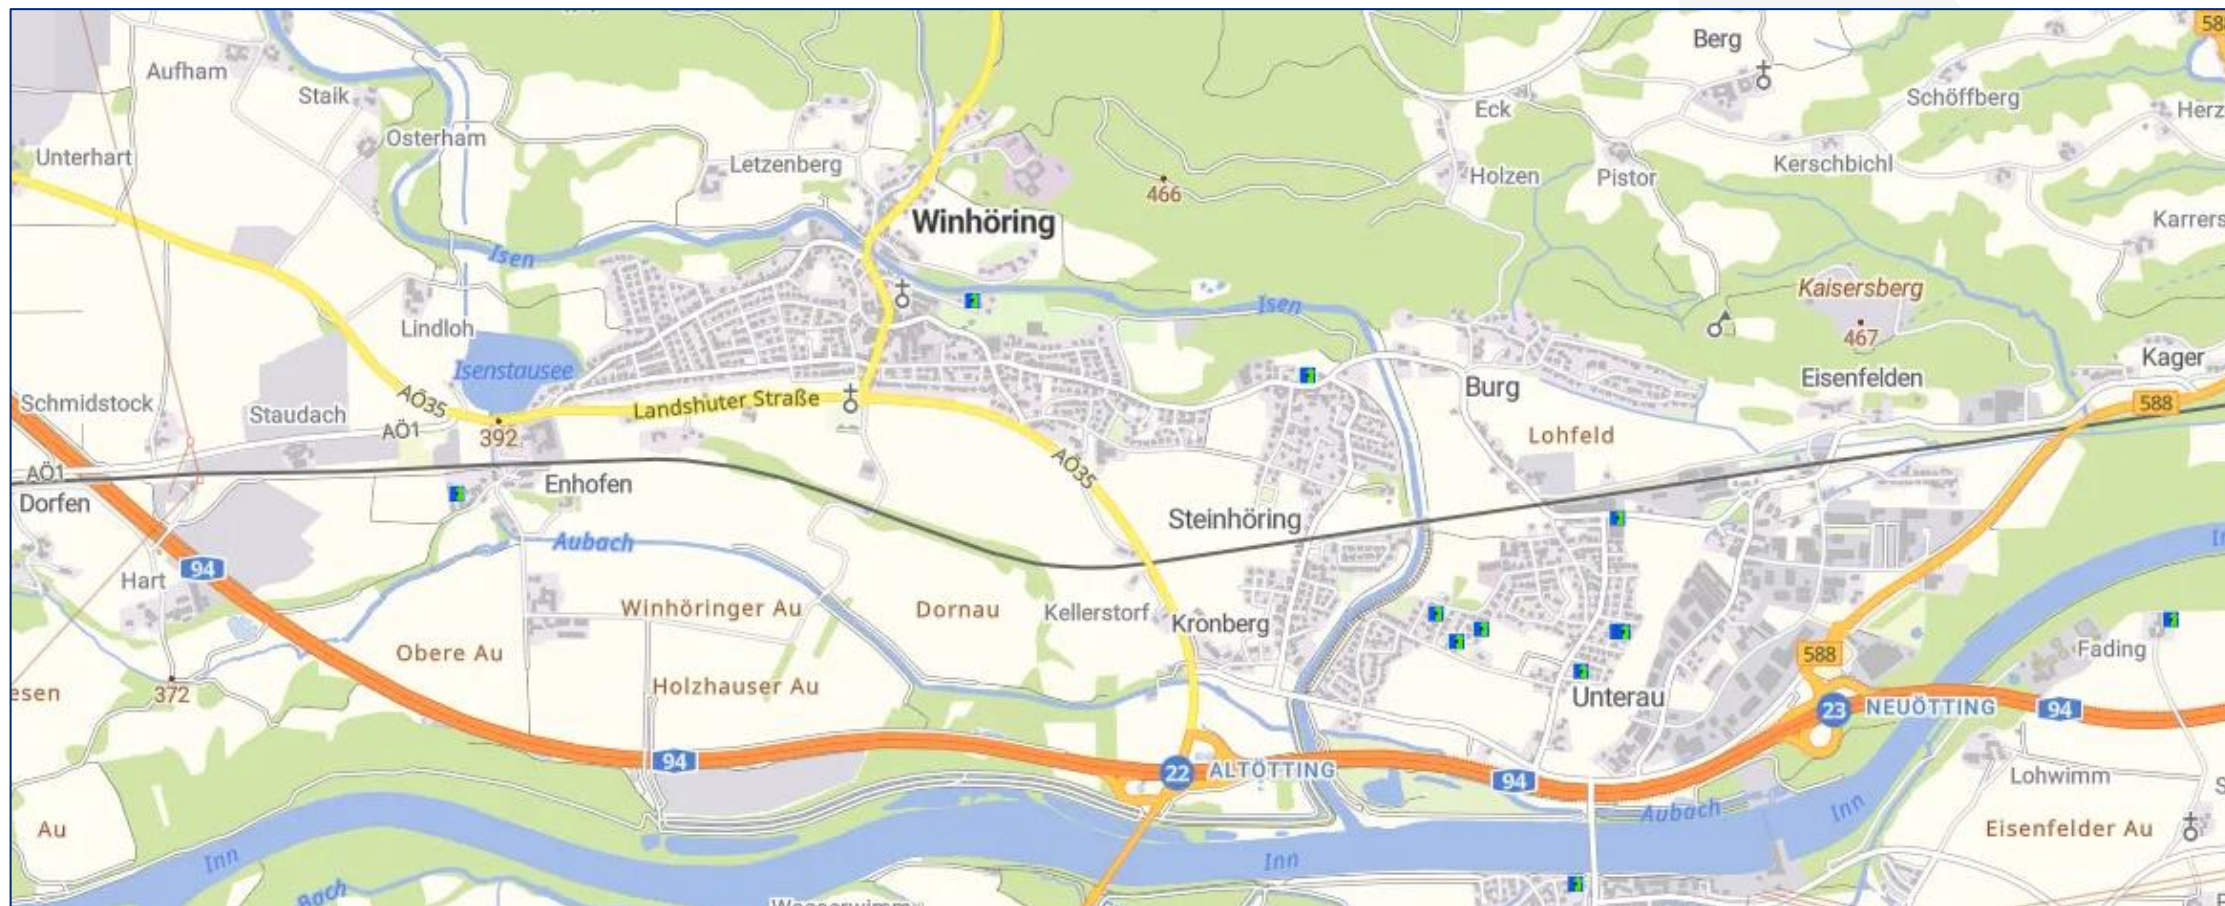 588
Berg
Aufham
Staik
Schöffberg
Eck
Osterham
Unterhart
Letzenberg
Kerschbichl
Holzen
Pistor
466
Winhöring
Isen
Kaisersberg
Isen
Lindloh
467
Kager
Isenstausee
Eisenfelden
Burg
AÖ35
Landshuter Straße
588
Schmidstock
Staudach
AÖ1
392
Lohfeld
AÖ35
AÖ1
Enhofen
Dorfen
Steinhöring
Aubach
94
Hart
Winhöringer Au
Dornau
Kellerstorf
Kronberg
Obere Au
588
Fading
Holzhauser Au
372
Unterau
23
NEUÖTTING
94
94
22
ALTÖTTING
94
Lohwimm
Aubach
Inn
Au
Eisenfelder Au
Inn
Inn
Bach